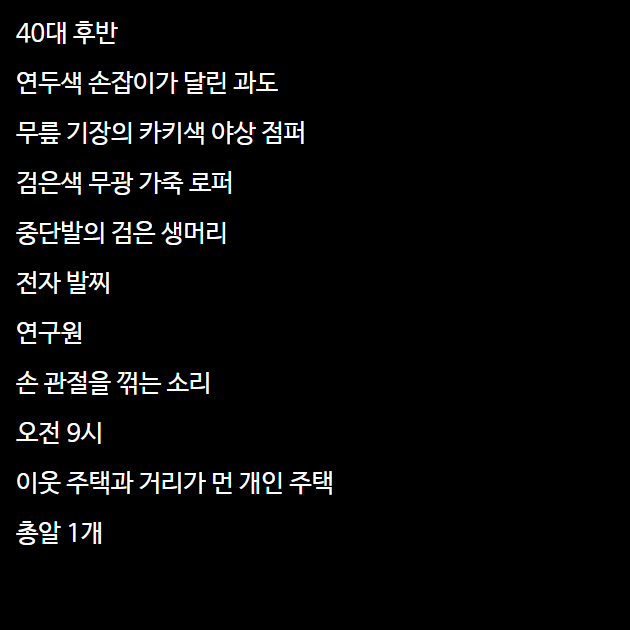 40대 후반
연두색 손잡이가 달린 과도
무릎 기장의 카키색 야상 점퍼
검은색 무광 가죽 로퍼
중단발의 검은 생머리
전자 발찌
연구원
손 관절을 꺾는 소리
오전 9시
이웃 주택과 거리가 먼 개인 주택
총알 1개